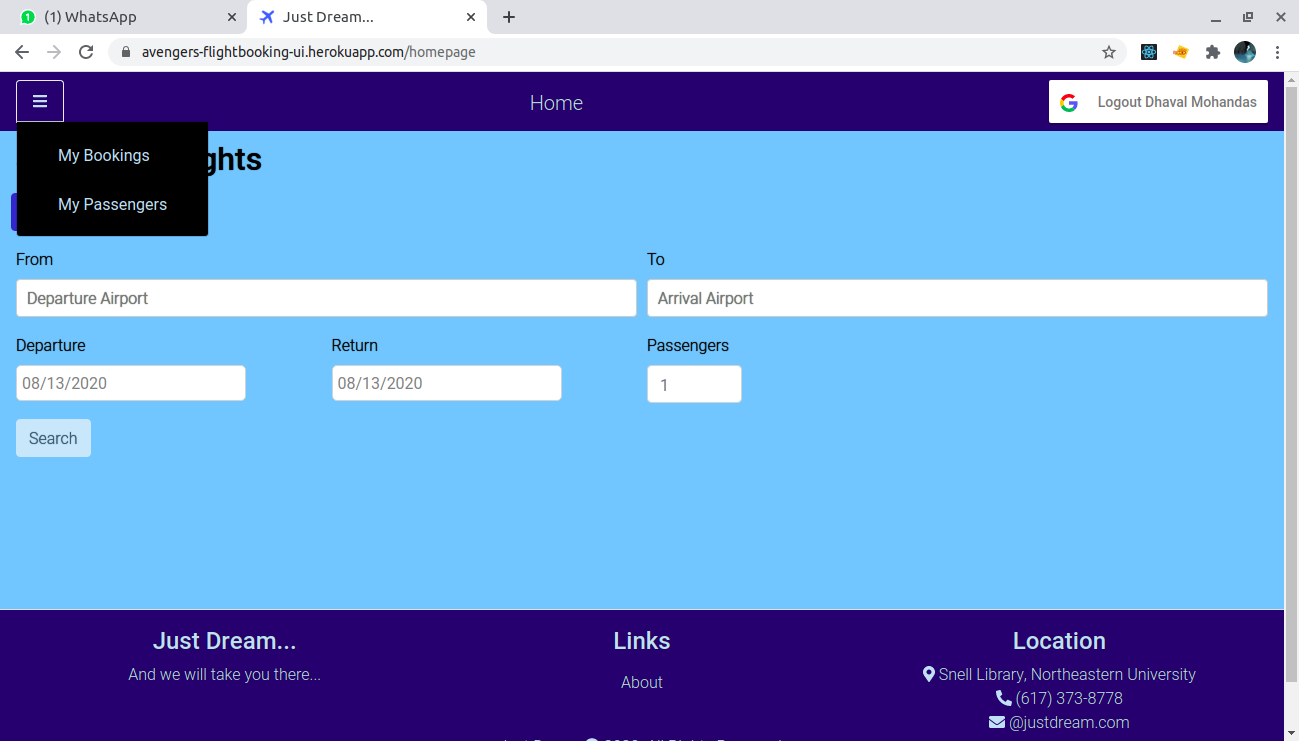 (1) WhatsApp
Just Dream...
avengers-flightbooking-ui.herokuapp.com/homepage
Home
Logout Dhaval Mohandas
My Bookings
ghts
My Passengers
From
To
Departure Airport
Arrival Airport
Departure
Return
Passengers
08/13/2020
08/13/2020
1
Search
Just Dream...
Links
Location
And we will take you there...
About
Snell Library, Northeastern University
(617) 373-8778
@justdream.com